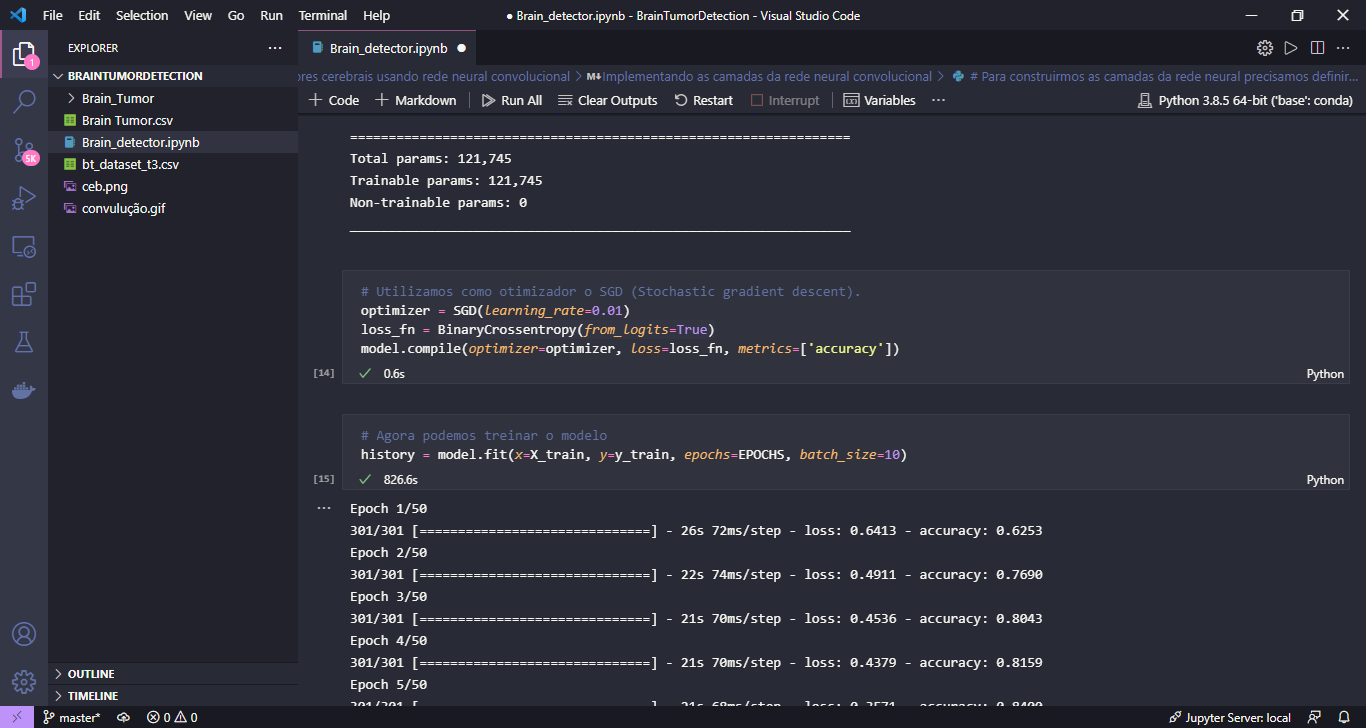 File Edit Selection View Go Run Terminal Help
● Brain_detector.ipynb - BrainTumorDetection - Visual Studio Code
1
5K
EXPLORER
BRAINTUMORDETECTION
Brain_Tumor
Brain Tumor.csv
Brain_detector.ipynb
bt_dataset_t3.csv
ceb.png
convulução.gif
OUTLINE
TIMELINE
Brain_detector.ipynb ●
ores cerebrais usando rede neural convolucional > M↓Implementando as camadas da rede neural convolucional > # Para construirmos as camadas da rede neural precisamos definir...
+ Code + Markdown Run All Clear Outputs Restart Interrupt Variables ··· Python 3.8.5 64-bit ('base': conda)
=================================================================
Total params: 121,745
Trainable params: 121,745
Non-trainable params: 0
_________________________________________________________________
# Utilizamos como otimizador o SGD (Stochastic gradient descent).
optimizer = SGD(learning_rate=0.01)
loss_fn = BinaryCrossentropy(from_logits=True)
model.compile(optimizer=optimizer, loss=loss_fn, metrics=['accuracy'])
[14] ✓ 0.6s Python
# Agora podemos treinar o modelo
history = model.fit(x=X_train, y=y_train, epochs=EPOCHS, batch_size=10)
[15] ✓ 826.6s Python
Epoch 1/50
301/301 [==============================] - 26s 72ms/step - loss: 0.6413 - accuracy: 0.6253
Epoch 2/50
301/301 [==============================] - 22s 74ms/step - loss: 0.4911 - accuracy: 0.7690
Epoch 3/50
301/301 [==============================] - 21s 70ms/step - loss: 0.4536 - accuracy: 0.8043
Epoch 4/50
301/301 [==============================] - 21s 70ms/step - loss: 0.4379 - accuracy: 0.8159
Epoch 5/50
master* 0 0 Jupyter Server: local